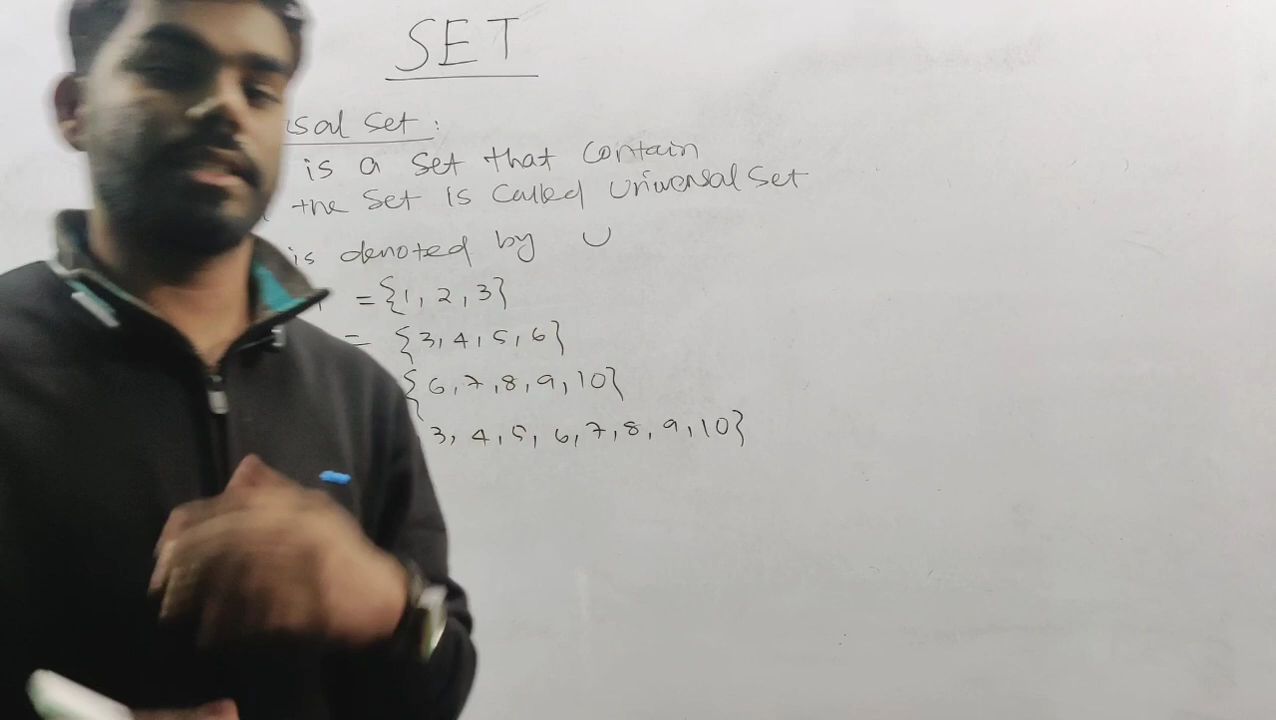 SET
sal set :
is a set that contain
the set is called universal set
is denoted by U
= {1, 2, 3}
= {3, 4, 5, 6}
{6, 7, 8, 9, 10}
3, 4, 5, 6, 7, 8, 9, 10}